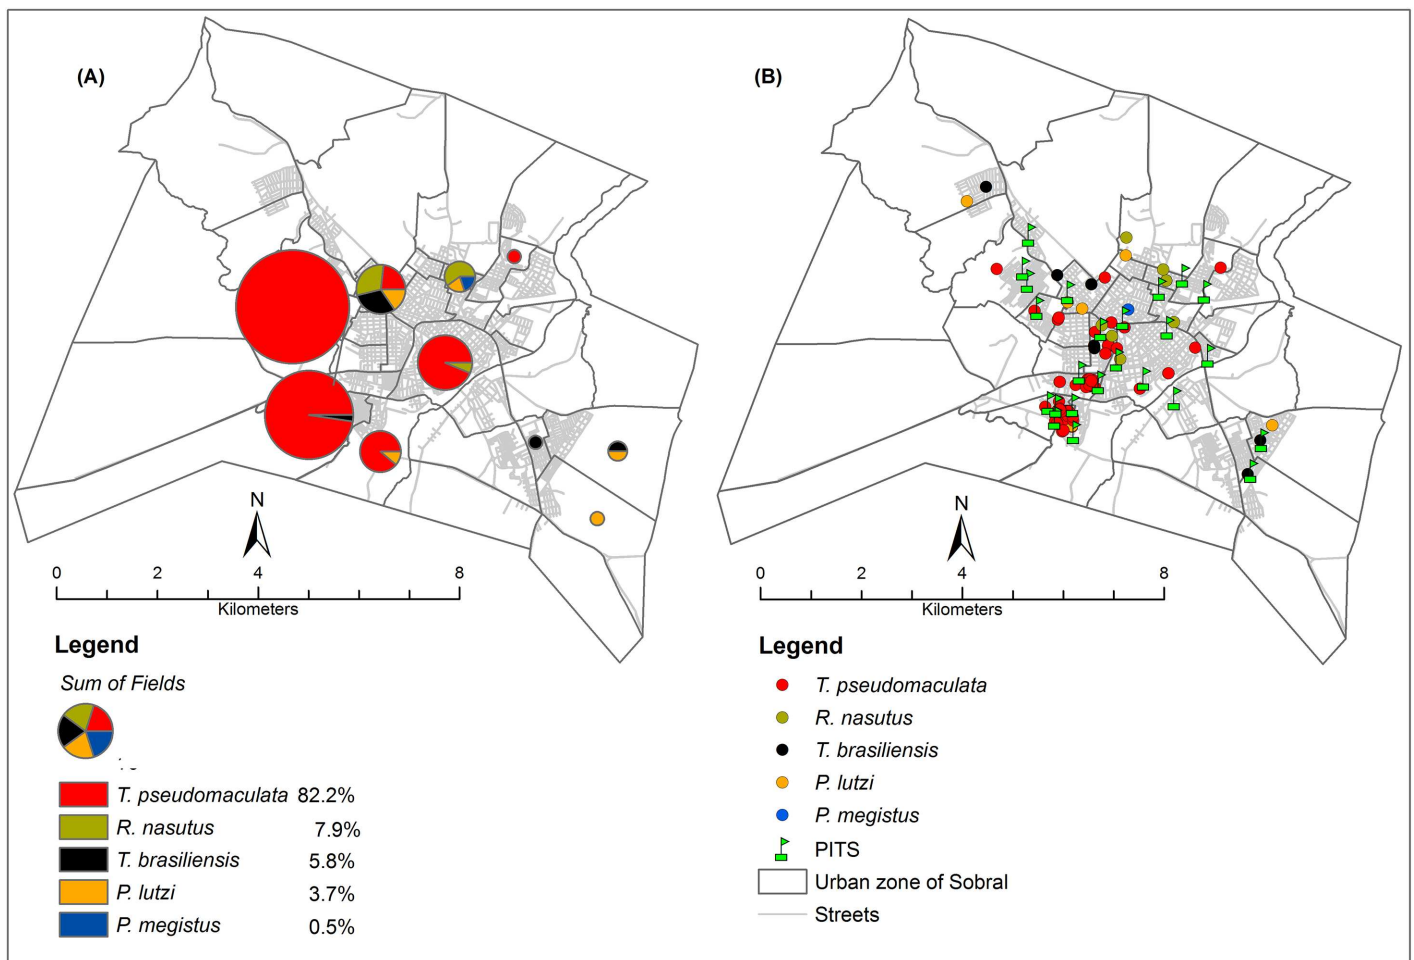 (A)
N
0 2 4 8
Kilometers
Legend
Sum of Fields
T. pseudomaculata 82.2%
R. nasutus 7.9%
T. brasiliensis 5.8%
P. lutzi 3.7%
P. megistus 0.5%
(B)
N
0 2 4 8
Kilometers
Legend
T. pseudomaculata
R. nasutus
T. brasiliensis
P. lutzi
P. megistus
PITS
Urban zone of Sobral
Streets